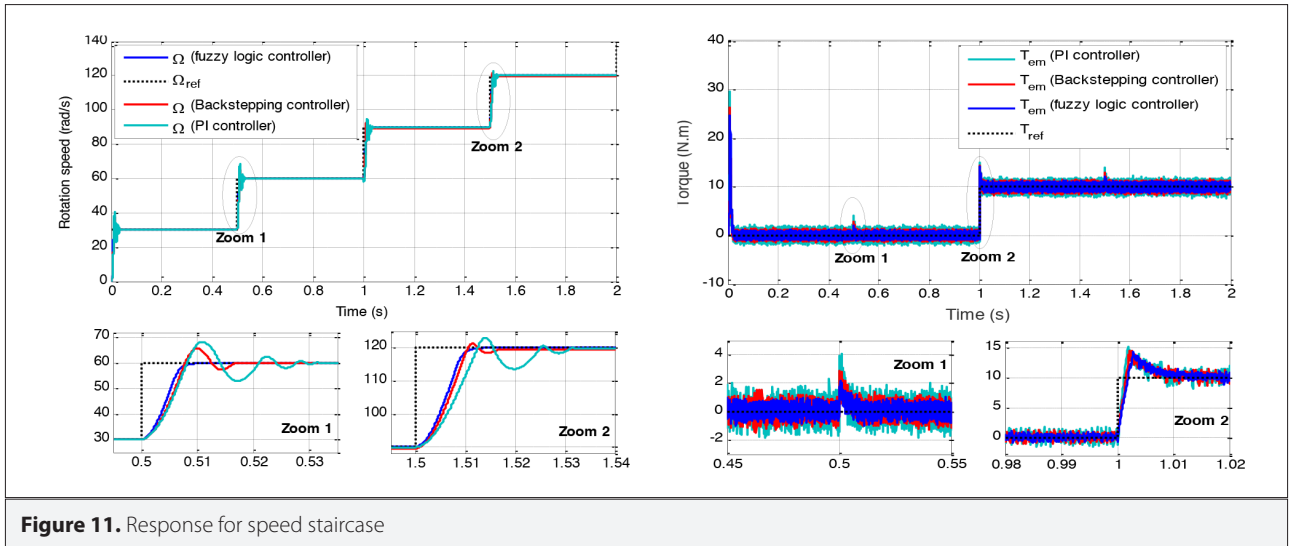 140
120
100
80
60
40
20
0
Rotation speed (rad/s)
Ω (fuzzy logic controller)
Ω ref
Ω (Backstepping controller)
Ω (PI controller)
Zoom 1
Zoom 2
0 0.2 0.4 0.6 0.8 1 1.2 1.4 1.6 1.8 2
Time (s)
70
60
50
40
30
Zoom 1
0.5 0.51 0.52 0.53
120
100
Zoom 2
1.5 1.51 1.52 1.53 1.54
40
30
20
10
0
-10
Torque (N.m)
T em (PI controller)
T em (Backstepping controller)
T em (fuzzy logic controller)
T ref
Zoom 1
Zoom 2
0 0.2 0.4 0.6 0.8 1 1.2 1.4 1.6 1.8 2
Time (s)
4
2
0
-2
Zoom 1
0.45 0.5 0.55
15
10
5
0
Zoom 2
0.98 0.99 1 1.01 1.02
Figure 11. Response for speed staircase